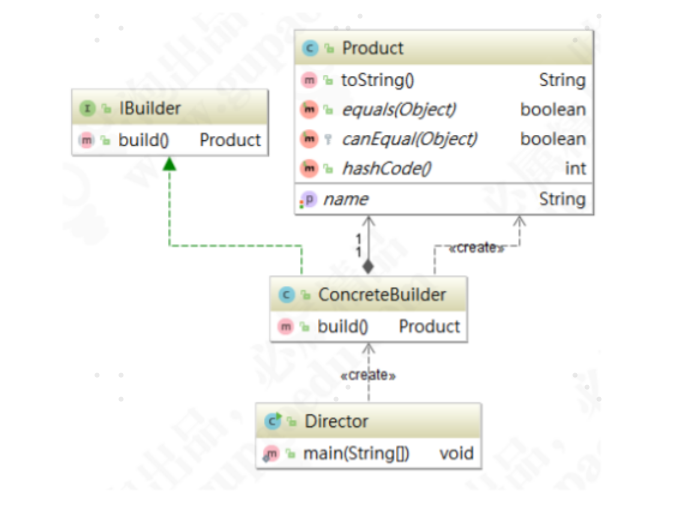 Product
toString() String
equals(Object) boolean
canEqual(Object) boolean
hashCode() int
name String
IBuilder
build() Product
1
1
«create»
ConcreteBuilder
build() Product
«create»
Director
main(String[]) void